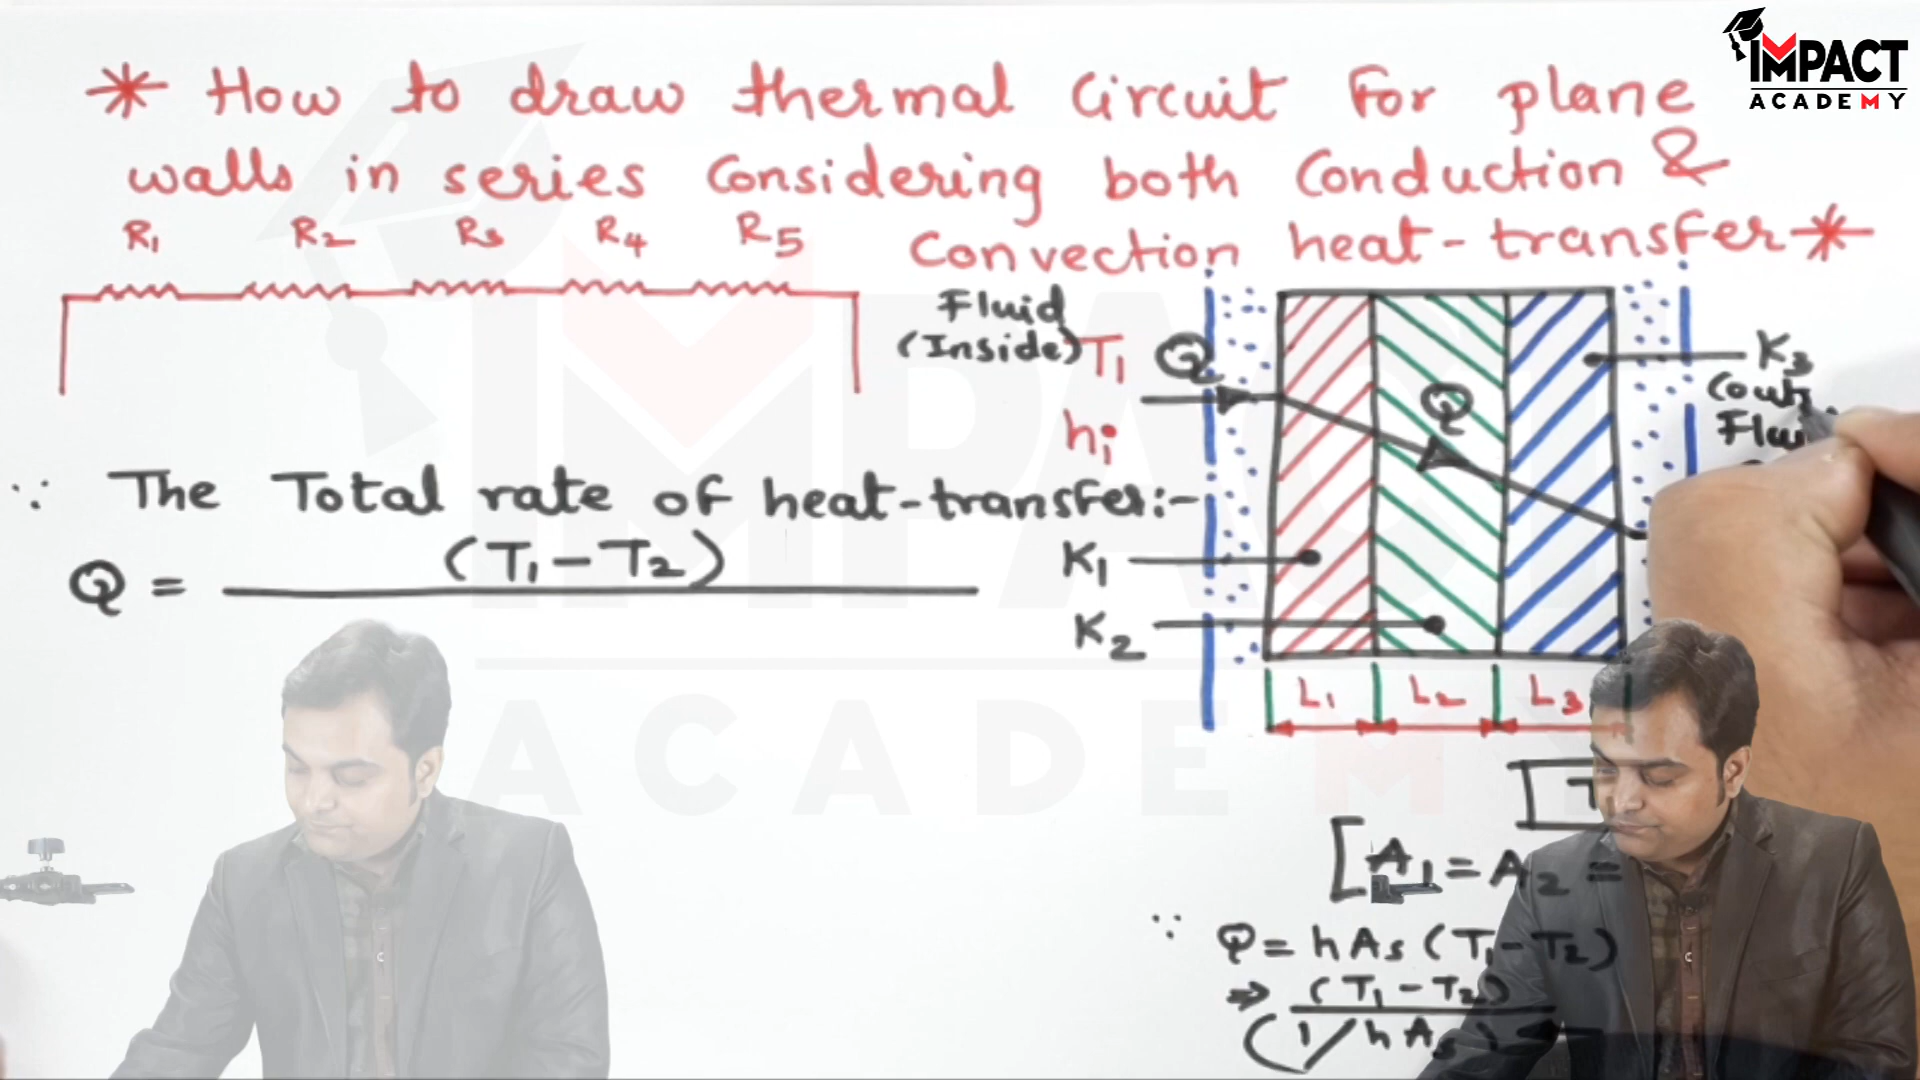 IMPACT
ACADEMY
* How to draw thermal Circuit For plane
walls in series Considering both Conduction &
Convection heat-transfer *
R1 R2 R3 R4 R5
Fluid
(Inside)
T1
Q
hi
Q
K3
K1
K2
L1 L2 L3
∵ The Total rate of heat-transfer:-
Q = (T1 - T2)
[A1 = A2 =
∵ Q = hAs (T1 - T2)
⇒ (T1 - T2)
(1/hAs)
ACADEMY